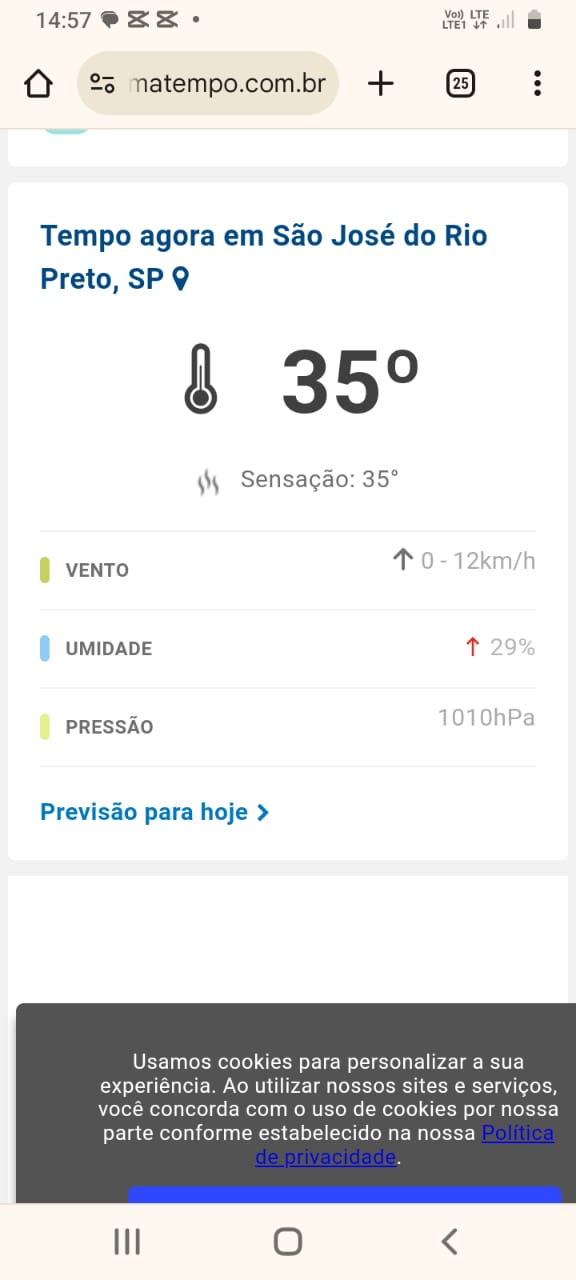 14:57
Vo) LTE
LTE1
matempo.com.br
25
Tempo agora em São José do Rio
Preto, SP
35º
Sensação: 35°
VENTO
0 - 12km/h
UMIDADE
29%
PRESSÃO
1010hPa
Previsão para hoje
Usamos cookies para personalizar a sua
experiência. Ao utilizar nossos sites e serviços,
você concorda com o uso de cookies por nossa
parte conforme estabelecido na nossa Política
de privacidade.